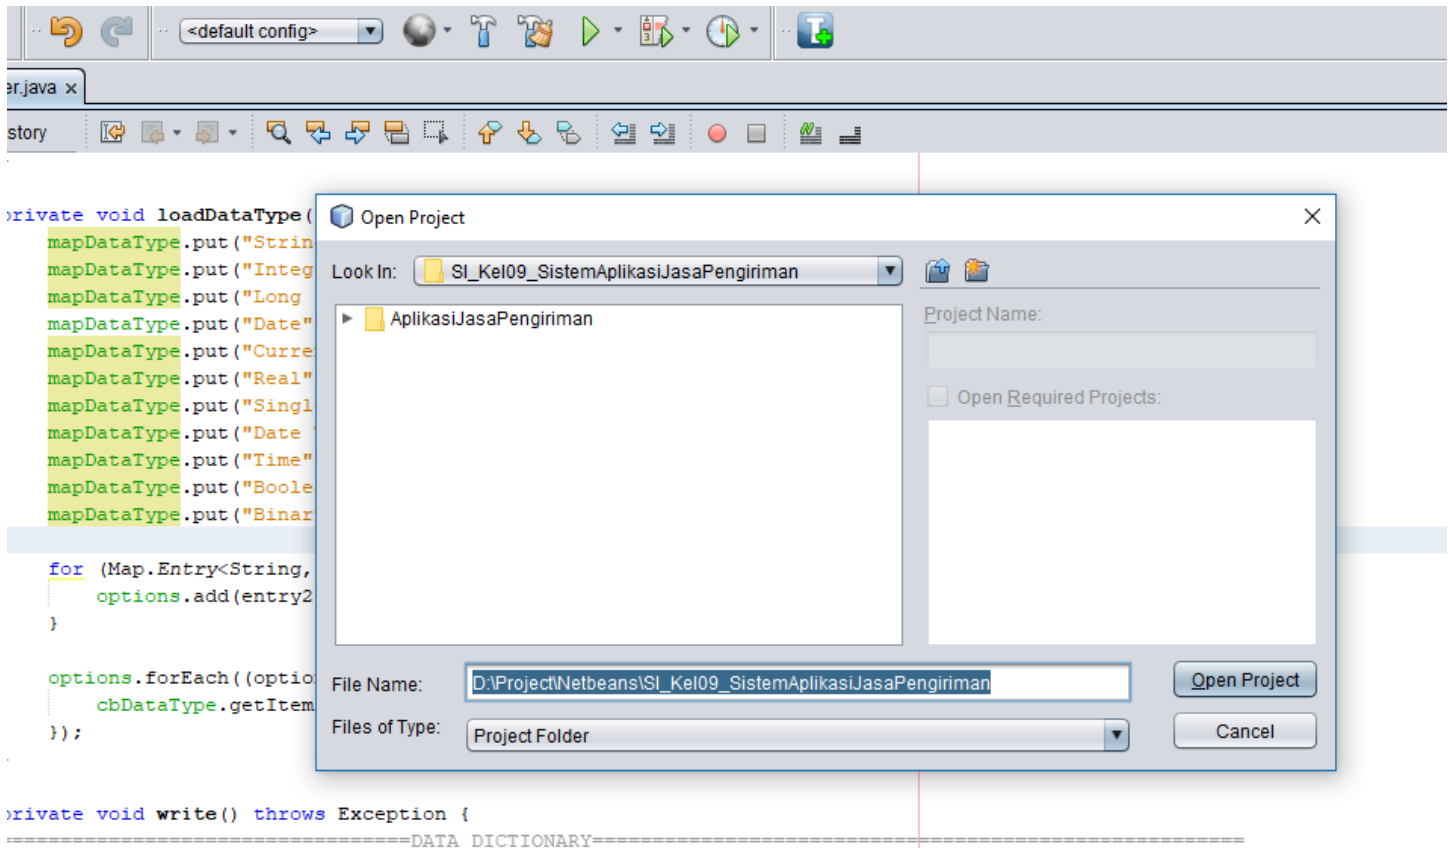 <default config>
er.java x
story
private void loadDataType(
mapDataType.put("Strin
mapDataType.put("Integ
mapDataType.put("Long
mapDataType.put("Date"
mapDataType.put("Curre
mapDataType.put("Real"
mapDataType.put("Singl
mapDataType.put("Date
mapDataType.put("Time"
mapDataType.put("Boole
mapDataType.put("Binar
for (Map.Entry<String,
options.add(entry2
}
options.forEach((optio
cbDataType.getItem
});
private void write() throws Exception {
==================================DATA DICTIONARY======================================================
Open Project
Look In: SI_Kel09_SistemAplikasiJasaPengiriman
AplikasiJasaPengiriman
Project Name:
Open Required Projects:
File Name: D:\Project\Netbeans\SI_Kel09_SistemAplikasiJasaPengiriman
Open Project
Files of Type: Project Folder
Cancel